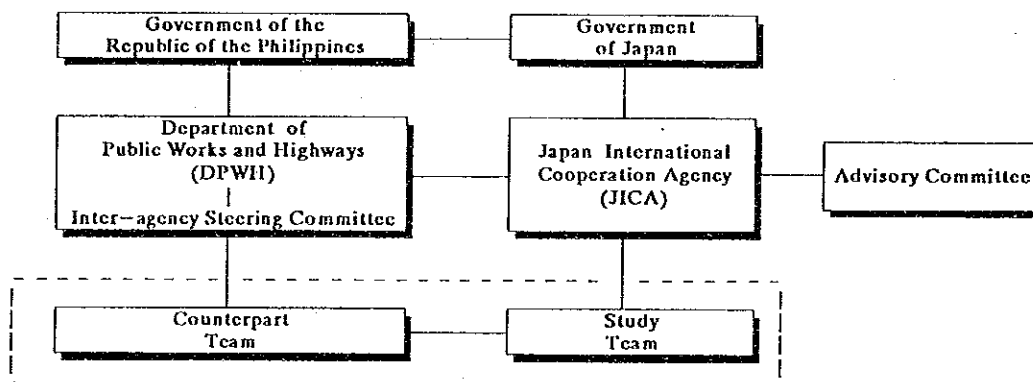 Government of the
Republic of the Philippines
Government
of Japan
Department of
Public Works and Highways
(DPWH)
Inter-agency Steering Committee
Japan International
Cooperation Agency
(JICA)
Advisory Committee
Counterpart
Team
Study
Team